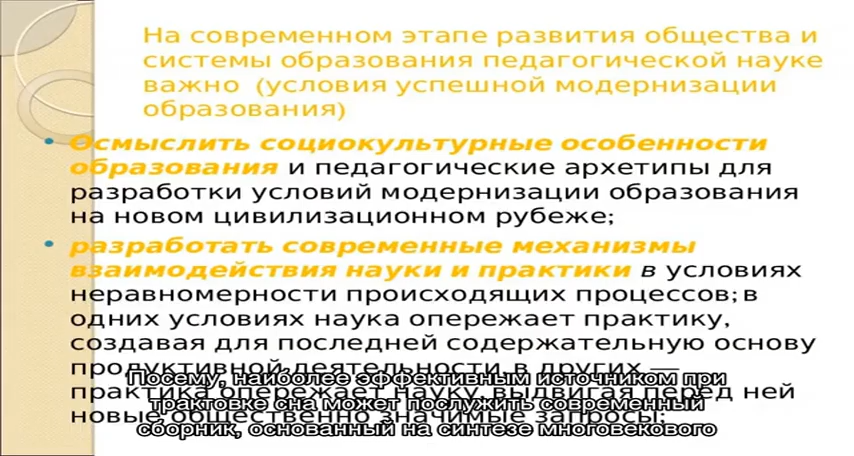 На современном этапе развития общества и
системы образования педагогической науке
важно (условия успешной модернизации
образования)
• Осмыслить социокультурные особенности
образования и педагогические архетипы для
разработки условий модернизации образования
на новом цивилизационном рубеже;
• разработать современные механизмы
взаимодействия науки и практики в условиях
неравномерности происходящих процессов; в
одних условиях наука опережает практику,
создавая для последней содержательную основу
продуктивной деятельности, в других —
практика опережает науку, выдвигая перед ней
новые общественно значимые запросы;
Посему, наиболее эффективным источником при
трактовке сна может послужить современный
сборник, основанный на синтезе многовекового